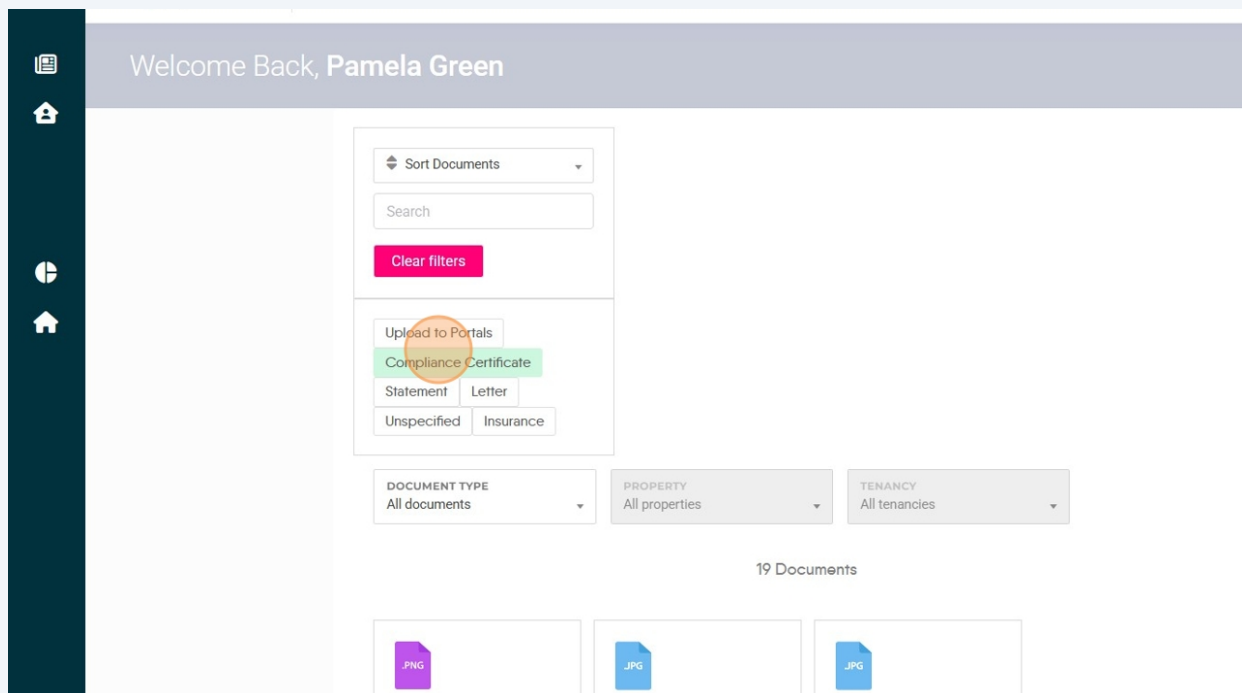 Welcome Back, Pamela Green
Sort Documents
Search
Clear filters
Upload to Portals
Compliance Certificate
Statement Letter
Unspecified Insurance
DOCUMENT TYPE PROPERTY TENANCY
All documents All properties All tenancies
19 Documents
.PNG .JPG .JPG